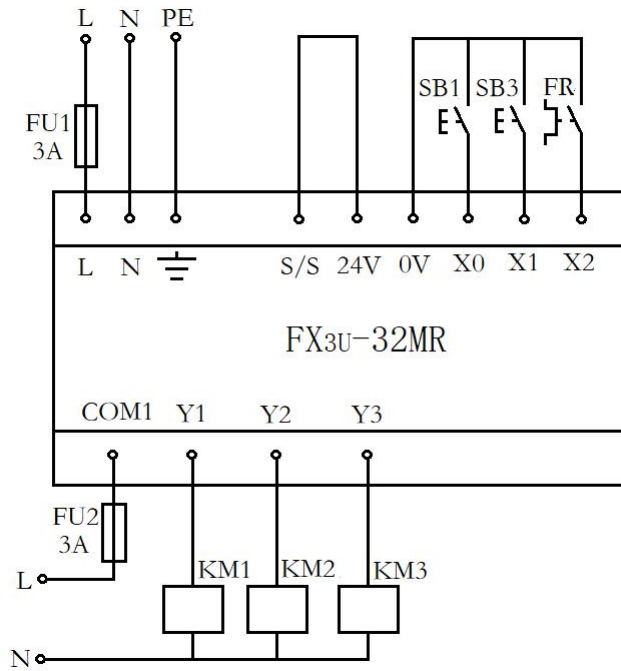 L N PE
SB1 SB3 FR
FU1
3A
L N S/S 24V 0V X0 X1 X2
FX3U-32MR
COM1 Y1 Y2 Y3
FU2
3A
KM1 KM2 KM3
L
N